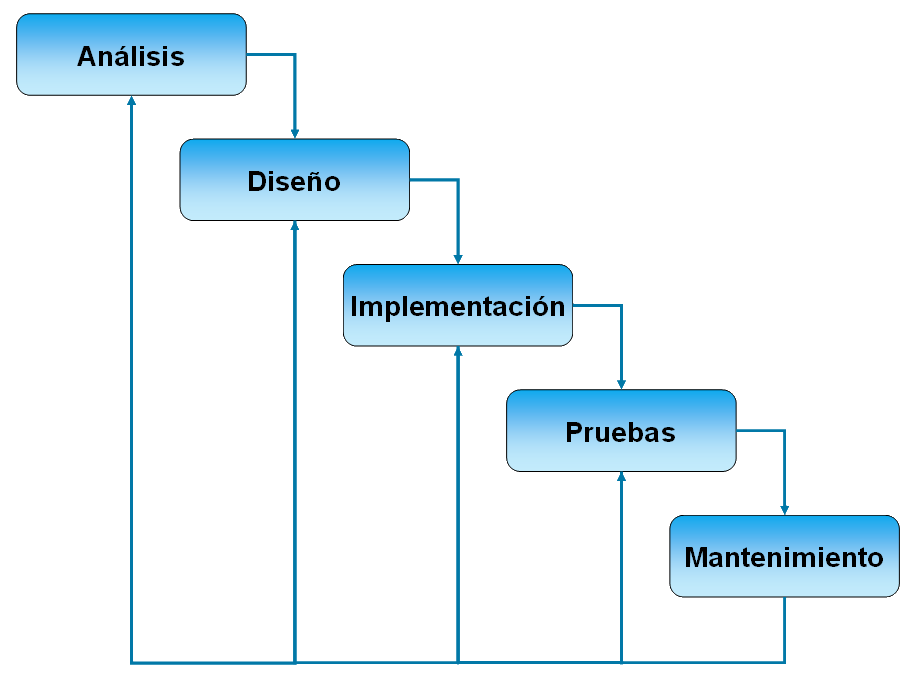 Análisis
Diseño
Implementación
Pruebas
Mantenimiento